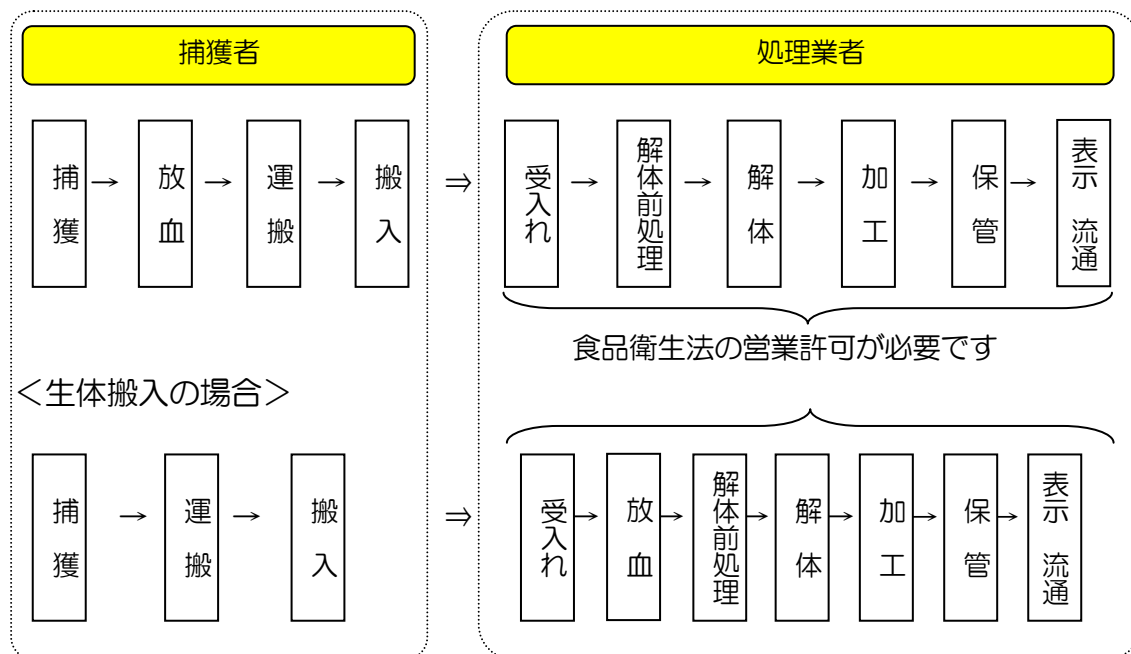 捕獲者
処理業者
捕獲 → 放血 → 運搬 → 搬入 ⇒ 受入れ → 解体前処理 → 解体 → 加工 → 保管 → 表示 流通
食品衛生法の営業許可が必要です
<生体搬入の場合>
捕獲 → 運搬 → 搬入 ⇒ 受入れ → 放血 → 解体前処理 → 解体 → 加工 → 保管 → 表示 流通